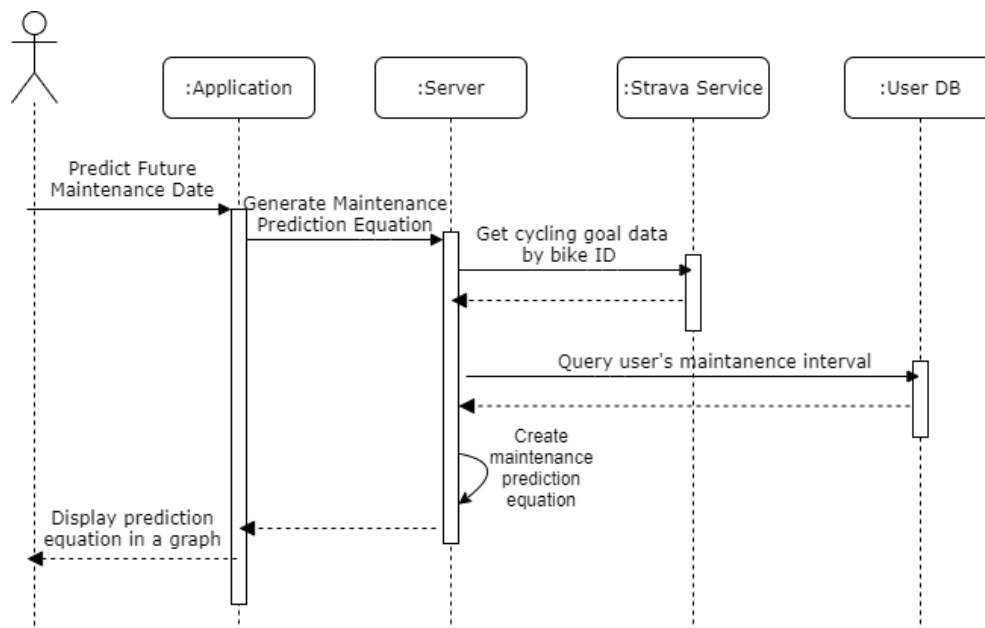 :Application
:Server
:Strava Service
:User DB
Predict Future
Maintenance Date
Generate Maintenance
Prediction Equation
Get cycling goal data
by bike ID
Query user's maintanence interval
Create
maintenance
prediction
equation
Display prediction
equation in a graph